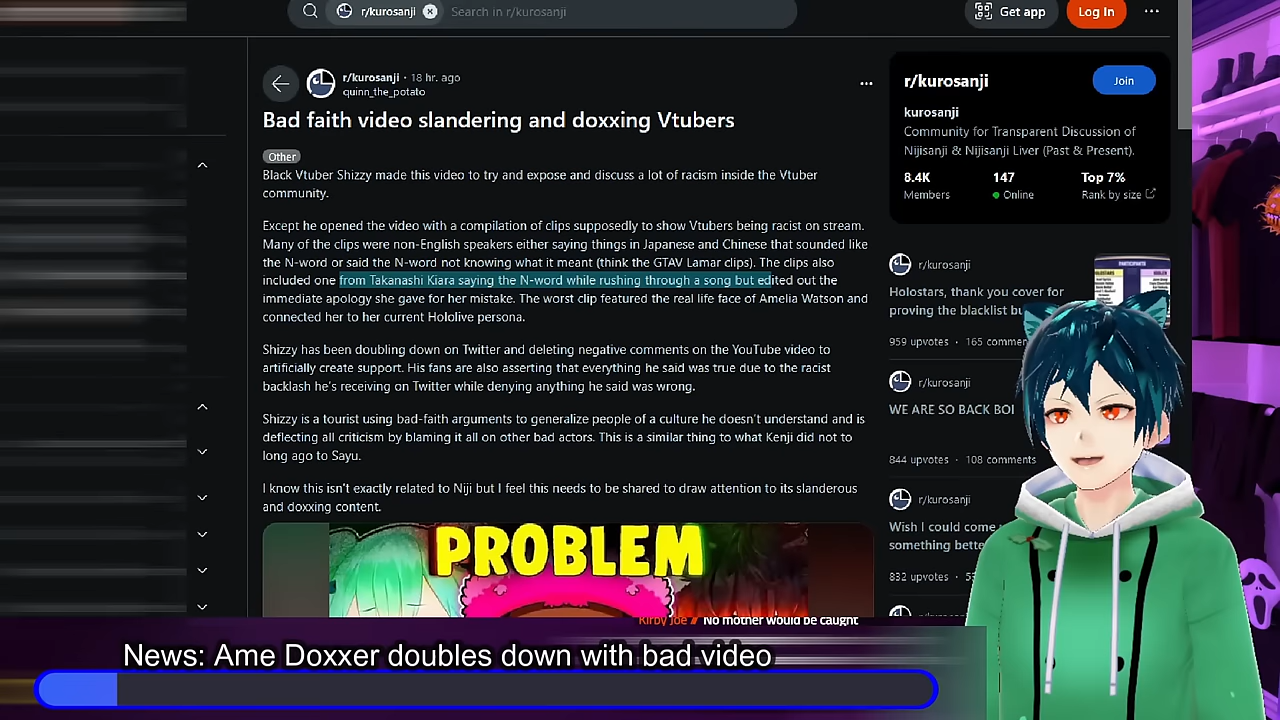 r/kurosanji
Search in r/kurosanji
Get app
Log In
r/kurosanji • 18 hr. ago
quinn_the_potato
Bad faith video slandering and doxxing Vtubers
Other
Black Vtuber Shizzy made this video to try and expose and discuss a lot of racism inside the Vtuber
community.
Except he opened the video with a compilation of clips supposedly to show Vtubers being racist on stream.
Many of the clips were non-English speakers either saying things in Japanese and Chinese that sounded like
the N-word or said the N-word not knowing what it meant (think the GTAV Lamar clips). The clips also
included one from Takanashi Kiara saying the N-word while rushing through a song but edited out the
immediate apology she gave for her mistake. The worst clip featured the real life face of Amelia Watson and
connected her to her current Hololive persona.
Shizzy has been doubling down on Twitter and deleting negative comments on the YouTube video to
artificially create support. His fans are also asserting that everything he said was true due to the racist
backlash he's receiving on Twitter while denying anything he said was wrong.
Shizzy is a tourist using bad-faith arguments to generalize people of a culture he doesn't understand and is
deflecting all criticism by blaming it all on other bad actors. This is a similar thing to what Kenji did not to
long ago to Sayu.
I know this isn't exactly related to Niji but I feel this needs to be shared to draw attention to its slanderous
and doxxing content.
PROBLEM
r/kurosanji
Join
kurosanji
Community for Transparent Discussion of
Nijisanji & Nijisanji Liver (Past & Present).
8.4K 147 Top 7%
Members Online Rank by size
r/kurosanji
Holostars, thank you cover for
proving the blacklist
959 upvotes • 165
r/kurosanji
WE ARE SO BACK BOI
844 upvotes • 108 comments
r/kurosanji
Wish I could come
something
832 upvotes
Kirby Joe / No mother would be caught
News: Ame Doxxer doubles down with bad video